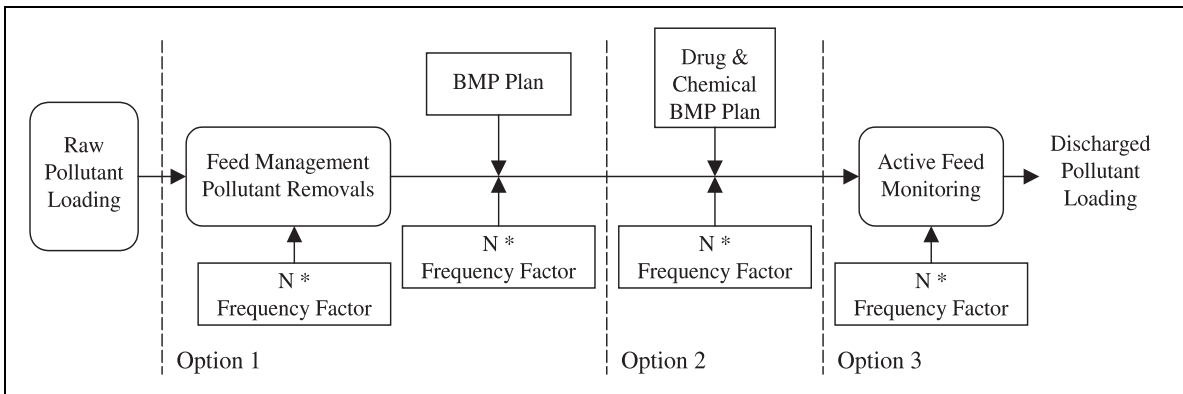 Raw
Pollutant
Loading
Feed Management
Pollutant Removals
N *
Frequency Factor
BMP Plan
N *
Frequency Factor
Option 1
Drug &
Chemical
BMP Plan
N *
Frequency Factor
Option 2
Active Feed
Monitoring
N *
Frequency Factor
Option 3
Discharged
Pollutant
Loading